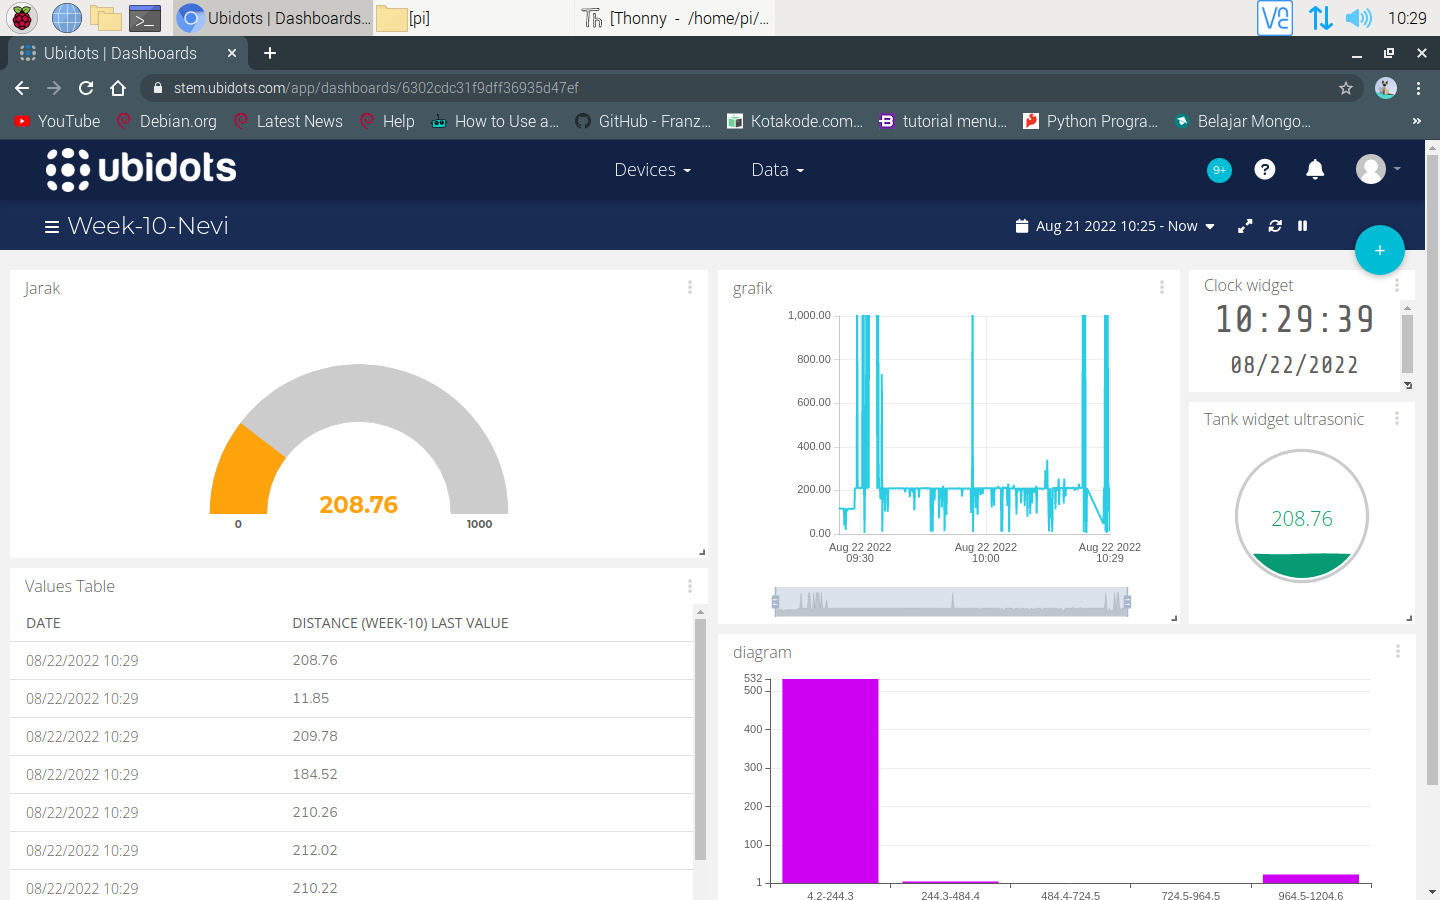 Ubidots | Dashboards...
[pi]
[Thonny - /home/pi/...
10:29
Ubidots | Dashboards
stem.ubidots.com/app/dashboards/6302cdc31f9dff36935d47ef
YouTube
Debian.org
Latest News
Help
How to Use a...
GitHub - Franz...
Kotakode.com...
tutorial menu...
Python Progra...
Belajar Mongo...
»
ubidots
Devices
Data
9+
Week-10-Nevi
Aug 21 2022 10:25 - Now
+
Jarak
208.76
0
1000
grafik
1,000.00
800.00
600.00
400.00
200.00
0.00
Aug 22 2022
09:30
Aug 22 2022
10:00
Aug 22 2022
10:29
Clock widget
10:29:39
08/22/2022
Tank widget ultrasonic
208.76
Values Table
DATE DISTANCE (WEEK-10) LAST VALUE
08/22/2022 10:29 208.76
08/22/2022 10:29 11.85
08/22/2022 10:29 209.78
08/22/2022 10:29 184.52
08/22/2022 10:29 210.26
08/22/2022 10:29 212.02
08/22/2022 10:29 210.22
diagram
532
500
400
300
200
100
1
4.2-244.3
244.3-484.4
484.4-724.5
724.5-964.5
964.5-1204.6